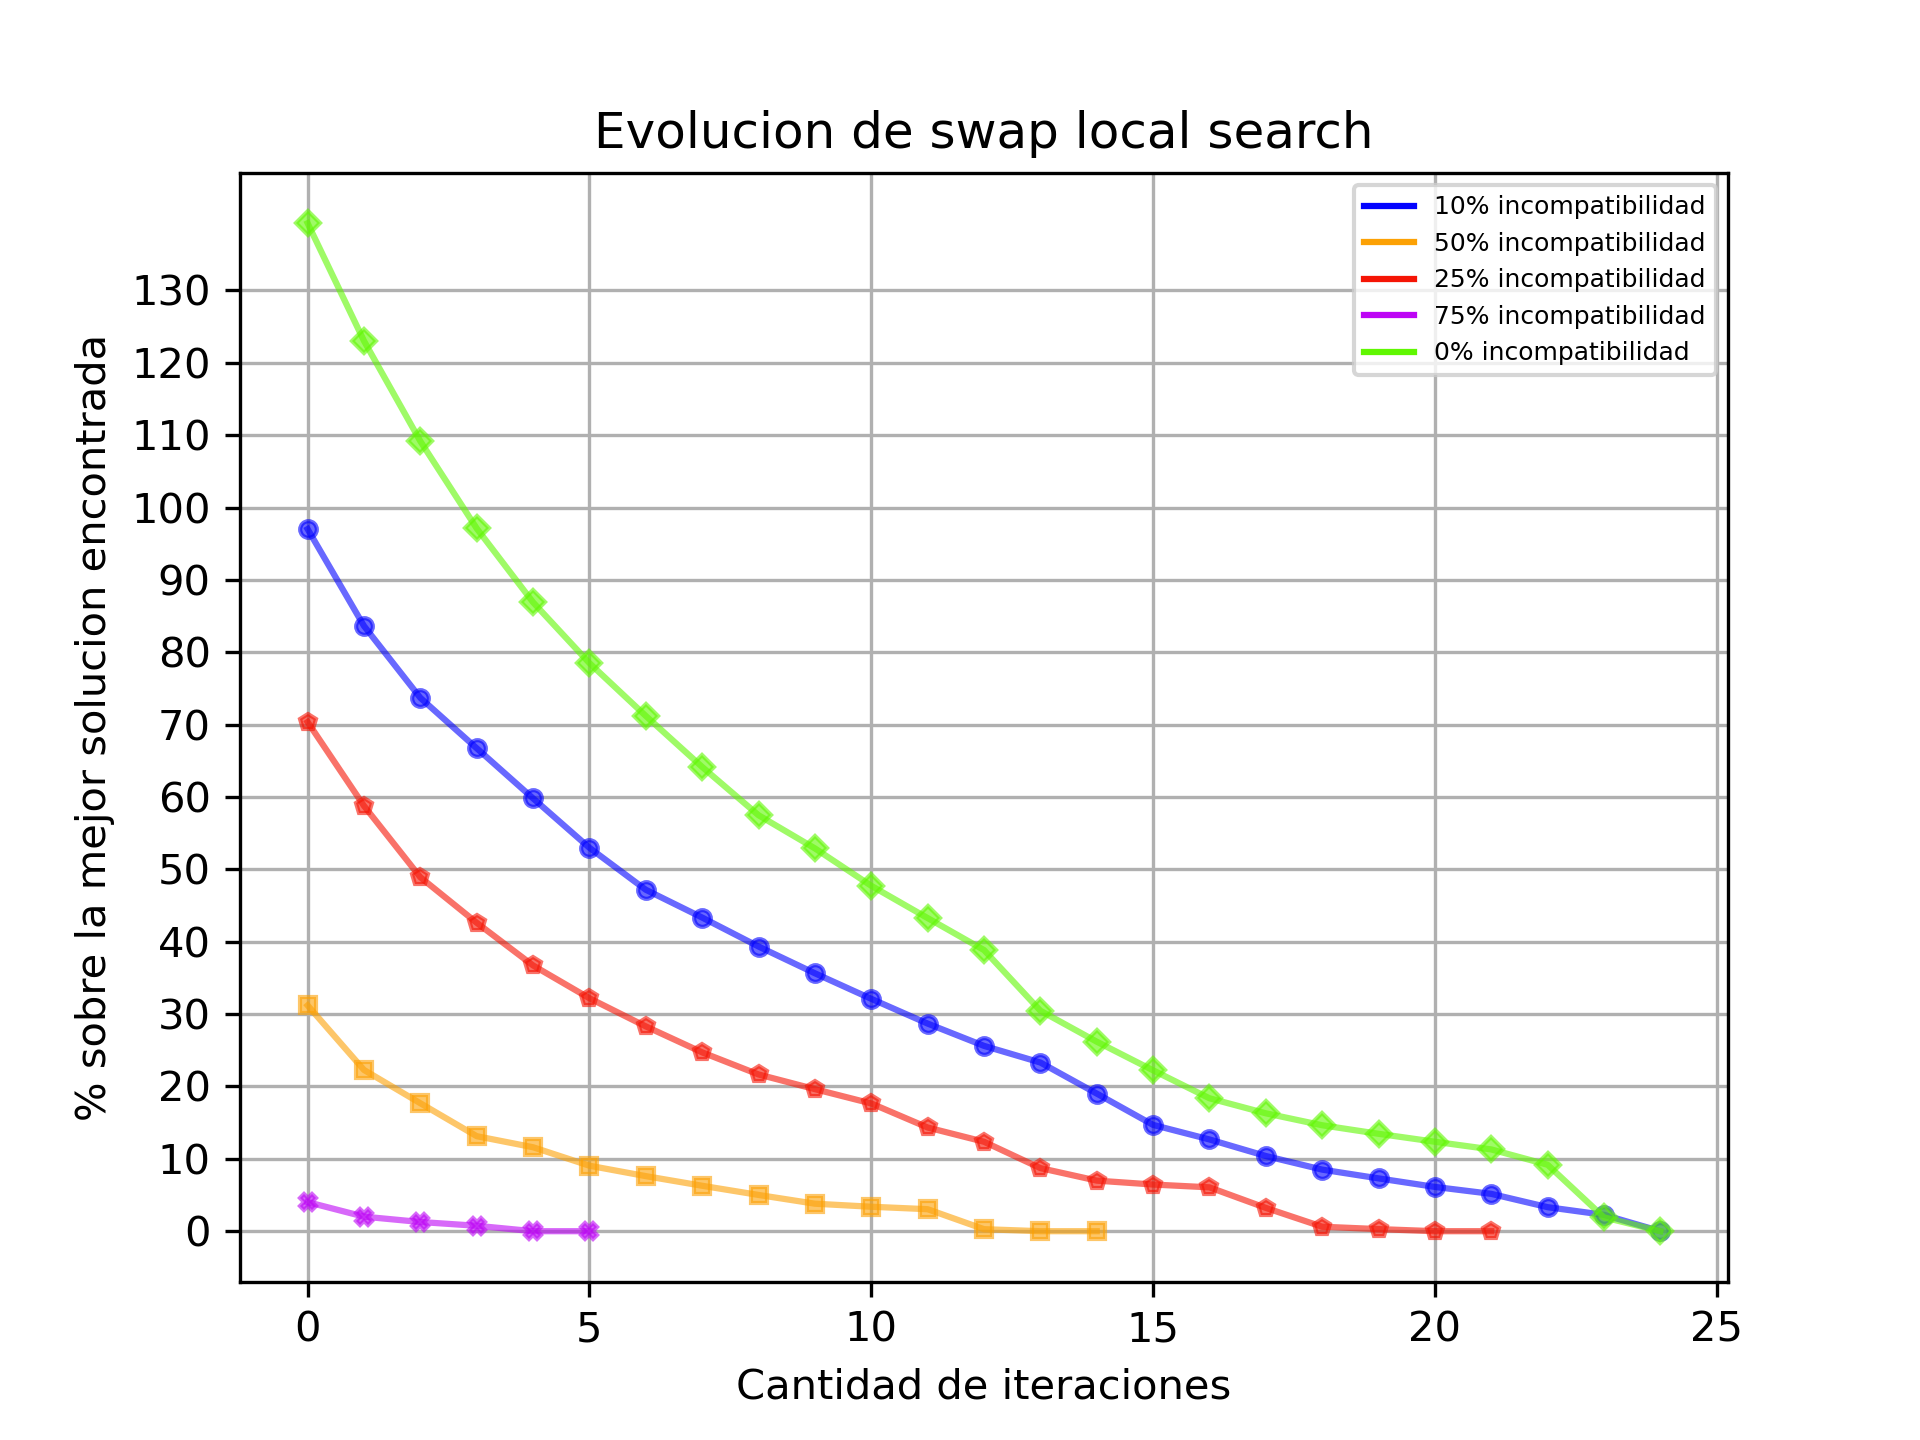 Evolucion de swap local search
10% incompatibilidad
50% incompatibilidad
25% incompatibilidad
75% incompatibilidad
0% incompatibilidad
% sobre la mejor solucion encontrada
130
120
110
100
90
80
70
60
50
40
30
20
10
0
0 5 10 15 20 25
Cantidad de iteraciones